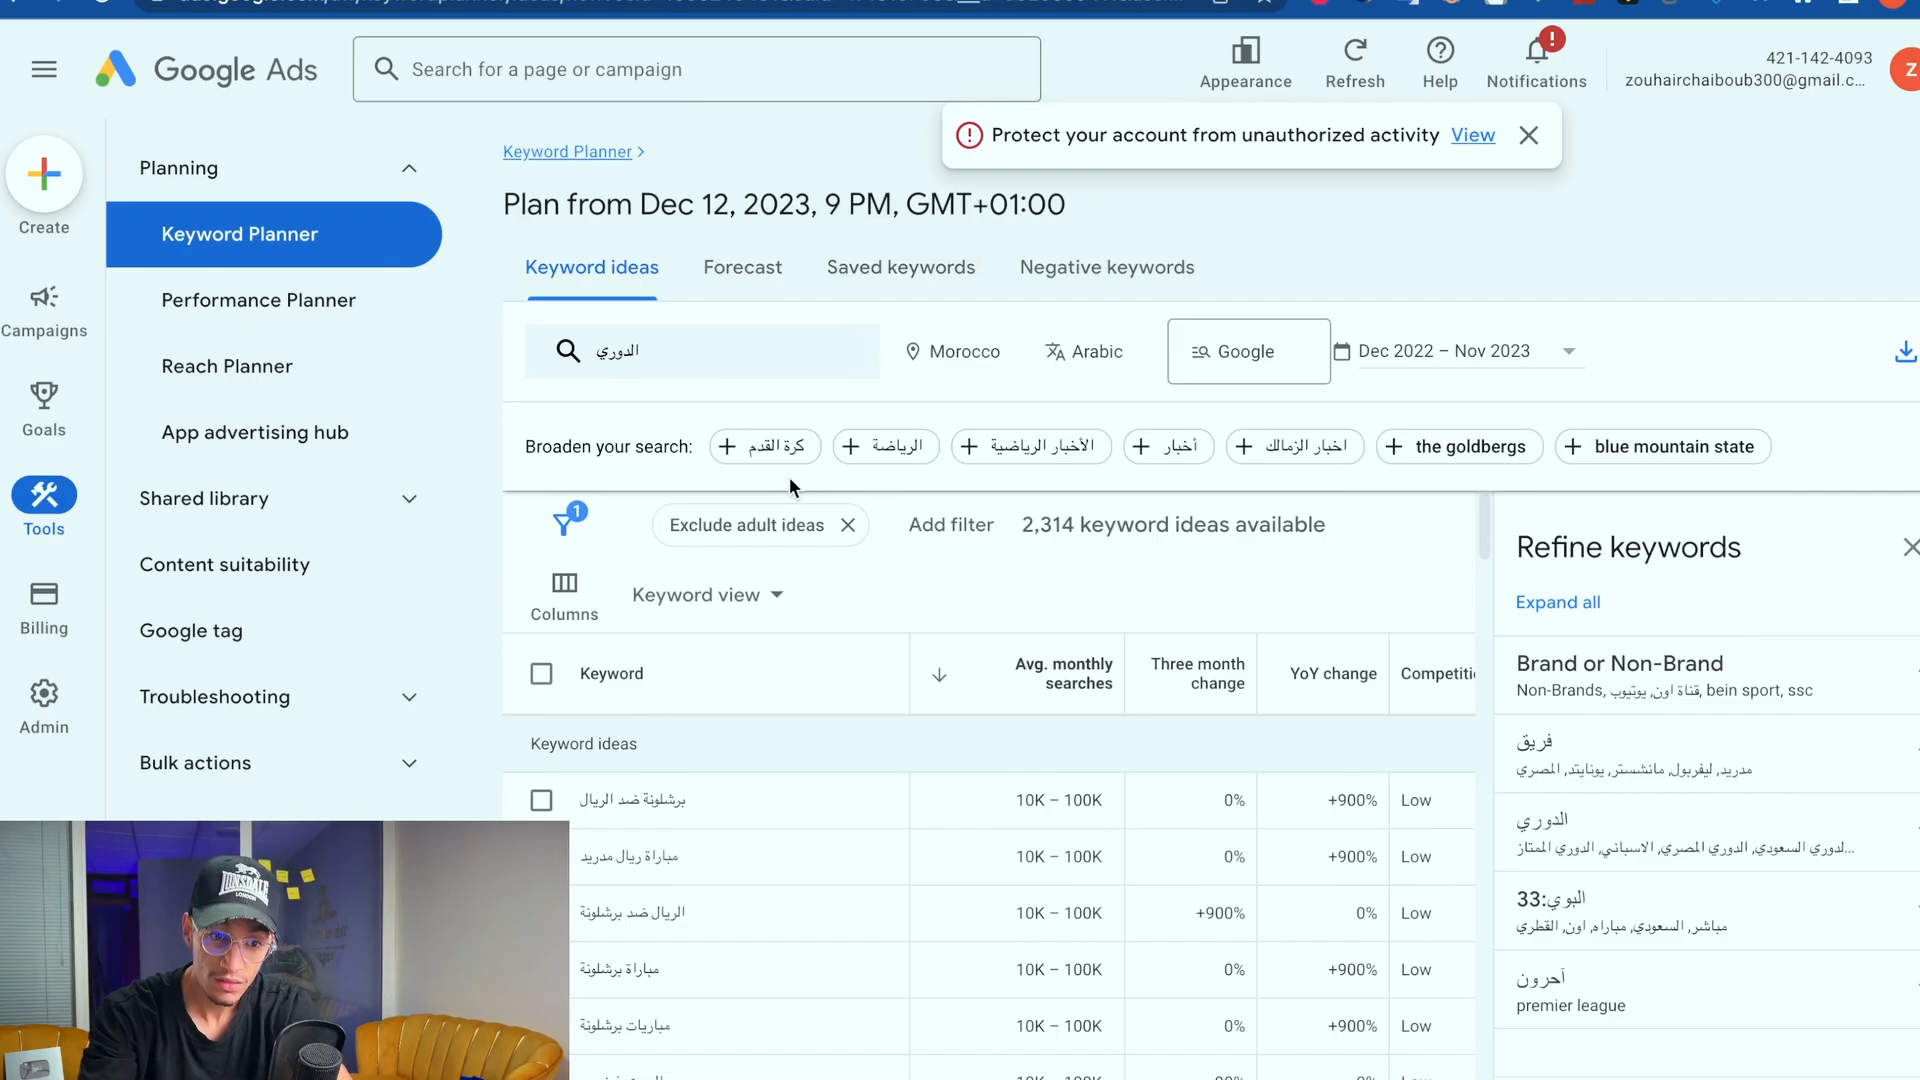 Google Ads
Search for a page or campaign
Appearance
Refresh
Help
Notifications
421-142-4093
zouhairchaiboub300@gmail.c...
Z
Protect your account from unauthorized activity View
Create
Campaigns
Goals
Tools
Billing
Admin
Planning
Keyword Planner
Performance Planner
Reach Planner
App advertising hub
Shared library
Content suitability
Google tag
Troubleshooting
Bulk actions
Keyword Planner
Plan from Dec 12, 2023, 9 PM, GMT+01:00
Keyword ideas Forecast Saved keywords Negative keywords
الدوري
Morocco
Arabic
Google
Dec 2022 – Nov 2023
Broaden your search: كرة القدم الرياضة الأخبار الرياضية أخبار اخبار الزمالك the goldbergs blue mountain state
1
Exclude adult ideas
Add filter
2,314 keyword ideas available
Columns
Keyword view
Keyword
Avg. monthly searches
Three month change
YoY change
Keyword ideas
برشلونة ضد الريال 10K – 100K 0% +900% Low
مباراة ريال مدريد 10K – 100K 0% +900% Low
الريال ضد برشلونة 10K – 100K +900% 0% Low
مباراة برشلونة 10K – 100K 0% +900% Low
مباريات برشلونة 10K – 100K 0% +900% Low
Refine keywords
Expand all
Brand or Non-Brand
Non-Brands, قناة اون, يوتيوب, bein sport, ssc
فريق
مدريد, ليفربول, مانشستر, يونايتد, المصري
الدوري
لدوري السعودي, الدوري المصري, الاسباني, الدوري الممتاز...
البوي:33
مباشر, السعودي, مباراه, اون, القطري
آحرون
premier league
LONSDALE
LONDON